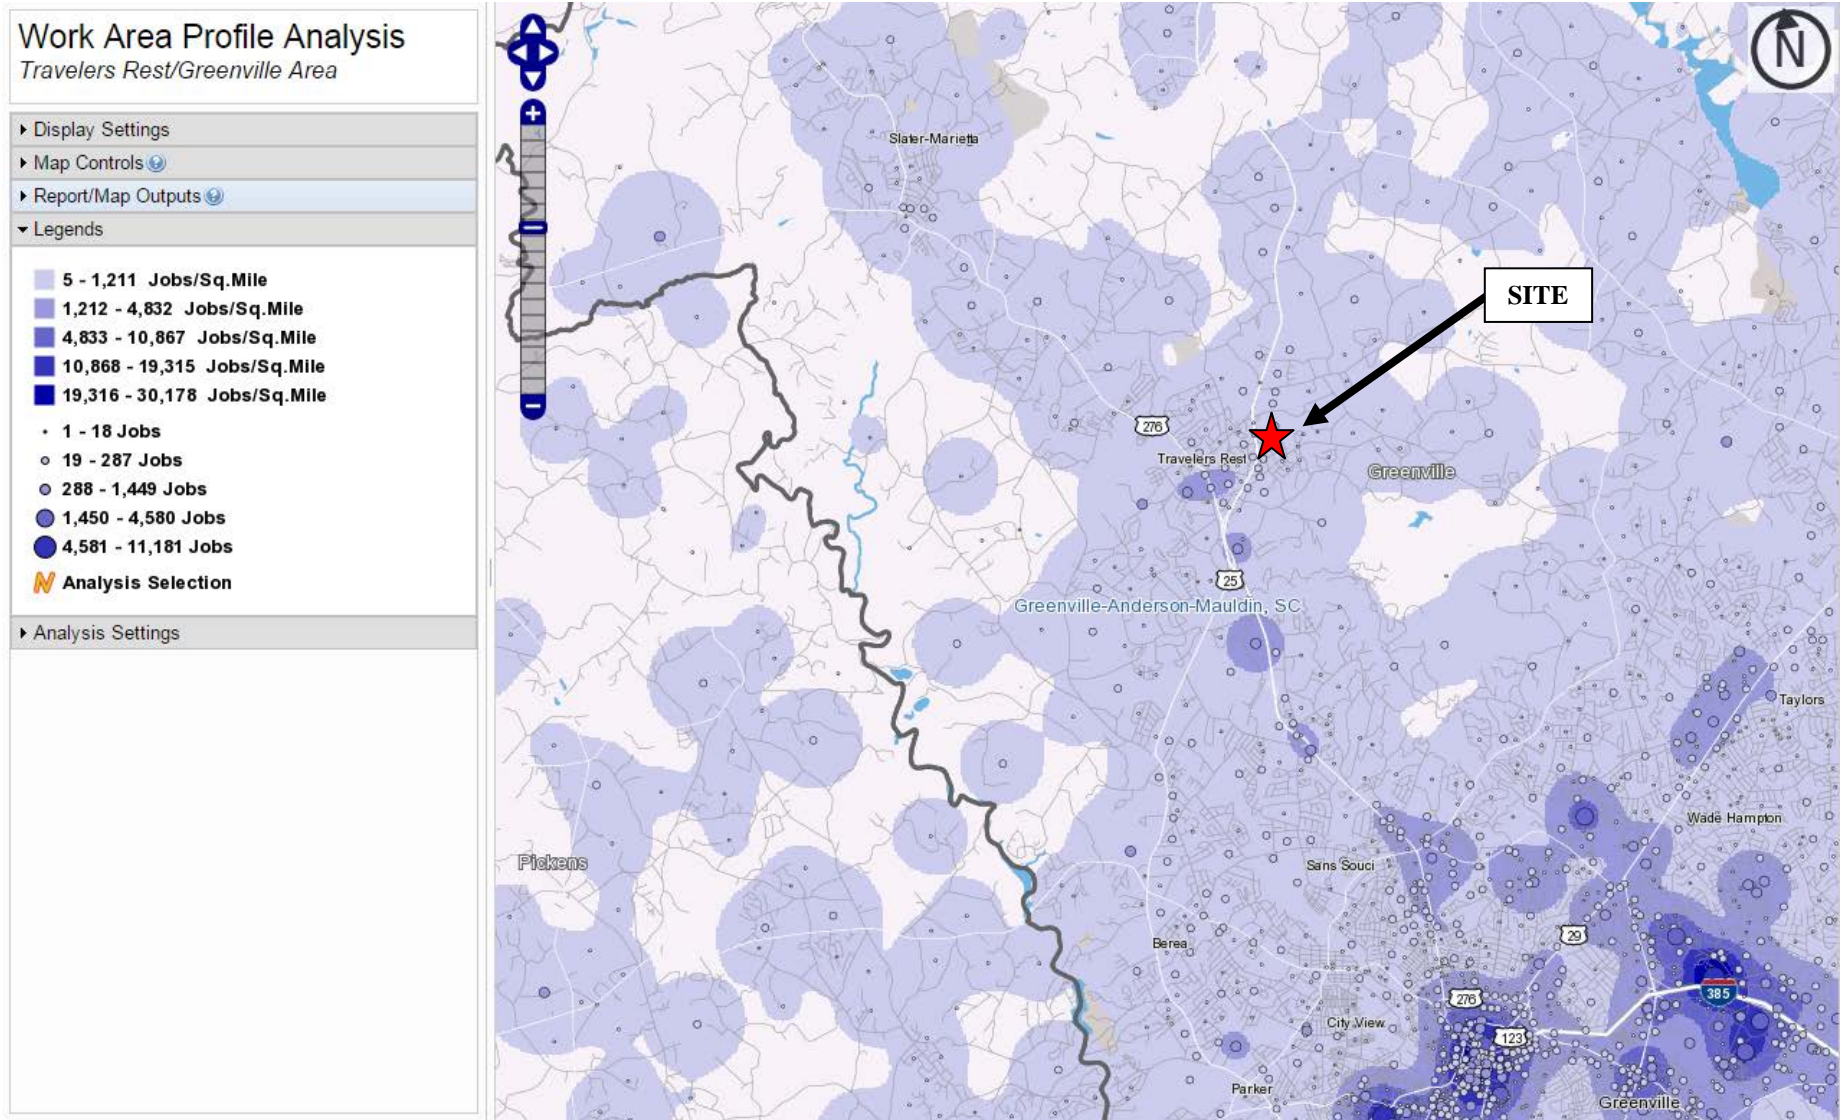 Work Area Profile Analysis
Travelers Rest/Greenville Area
Display Settings
Map Controls ?
Report/Map Outputs ?
Legends
5 - 1,211 Jobs/Sq.Mile
1,212 - 4,832 Jobs/Sq.Mile
4,833 - 10,867 Jobs/Sq.Mile
10,868 - 19,315 Jobs/Sq.Mile
19,316 - 30,178 Jobs/Sq.Mile
1 - 18 Jobs
19 - 287 Jobs
288 - 1,449 Jobs
1,450 - 4,580 Jobs
4,581 - 11,181 Jobs
Analysis Selection
Analysis Settings
N
Slater-Marietta
SITE
276
Travelers Rest
Greenville
25
Greenville-Anderson-Mauldin, SC
Taylors
Wade Hampton
Pickens
Sans Souci
29
Berea
385
276
City View
123
Parker
Greenville